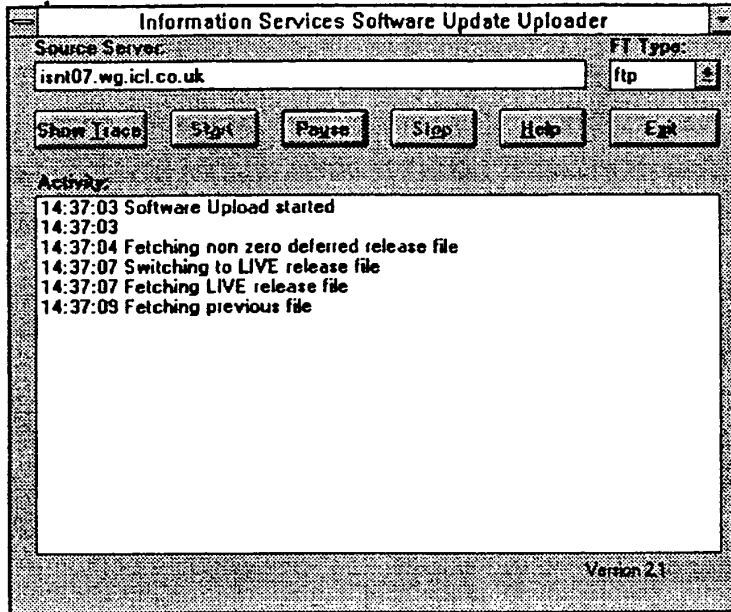 Information Services Software Update Uploader
Source Server: FT Type:
isnt07.wg.icl.co.uk ftp
Show Trace Start Pause Stop Help Exit
Activity:
14:37:03 Software Upload started
14:37:03
14:37:04 Fetching non zero deferred release file
14:37:07 Switching to LIVE release file
14:37:07 Fetching LIVE release file
14:37:09 Fetching previous file
Version 2.1